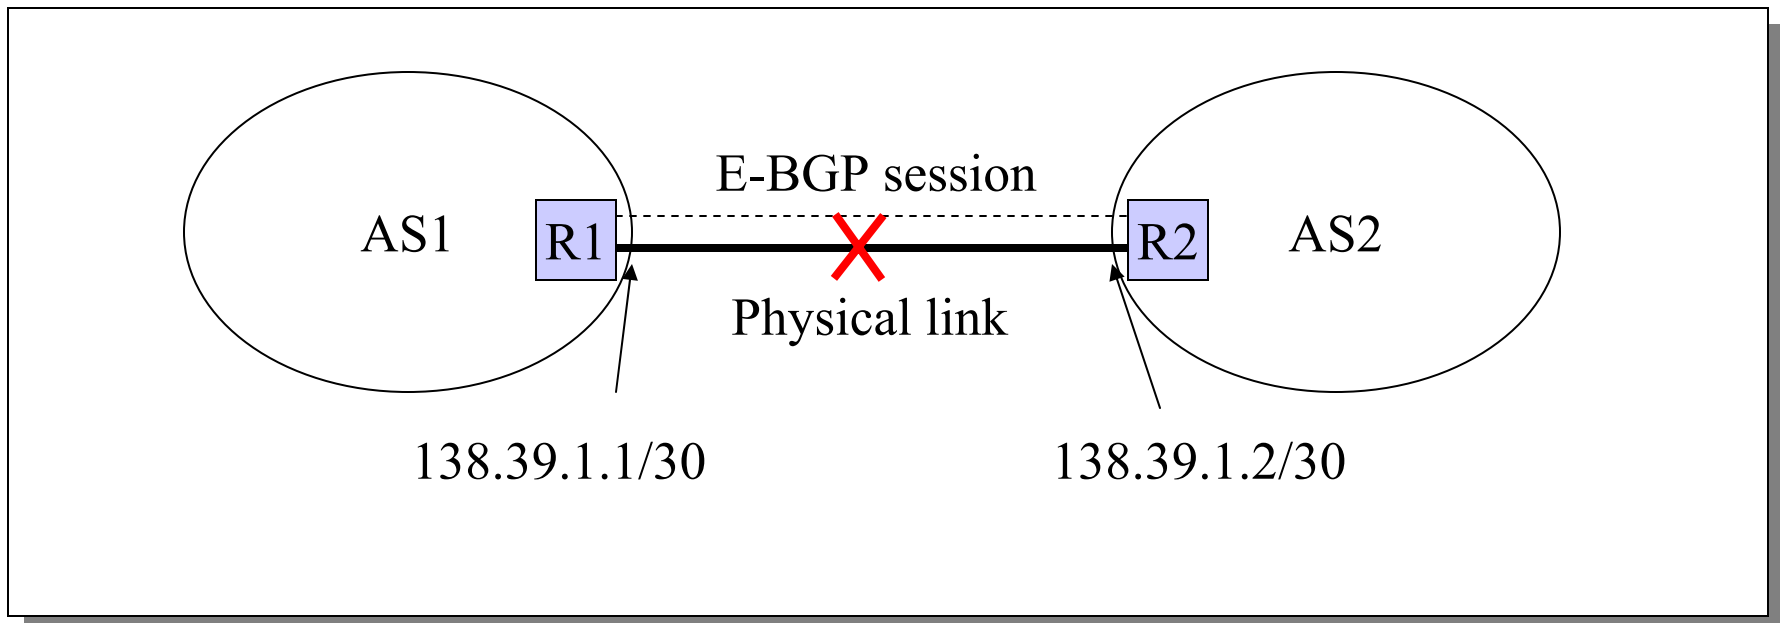 E-BGP session
AS1
R1
R2
AS2
Physical link
138.39.1.1/30
138.39.1.2/30